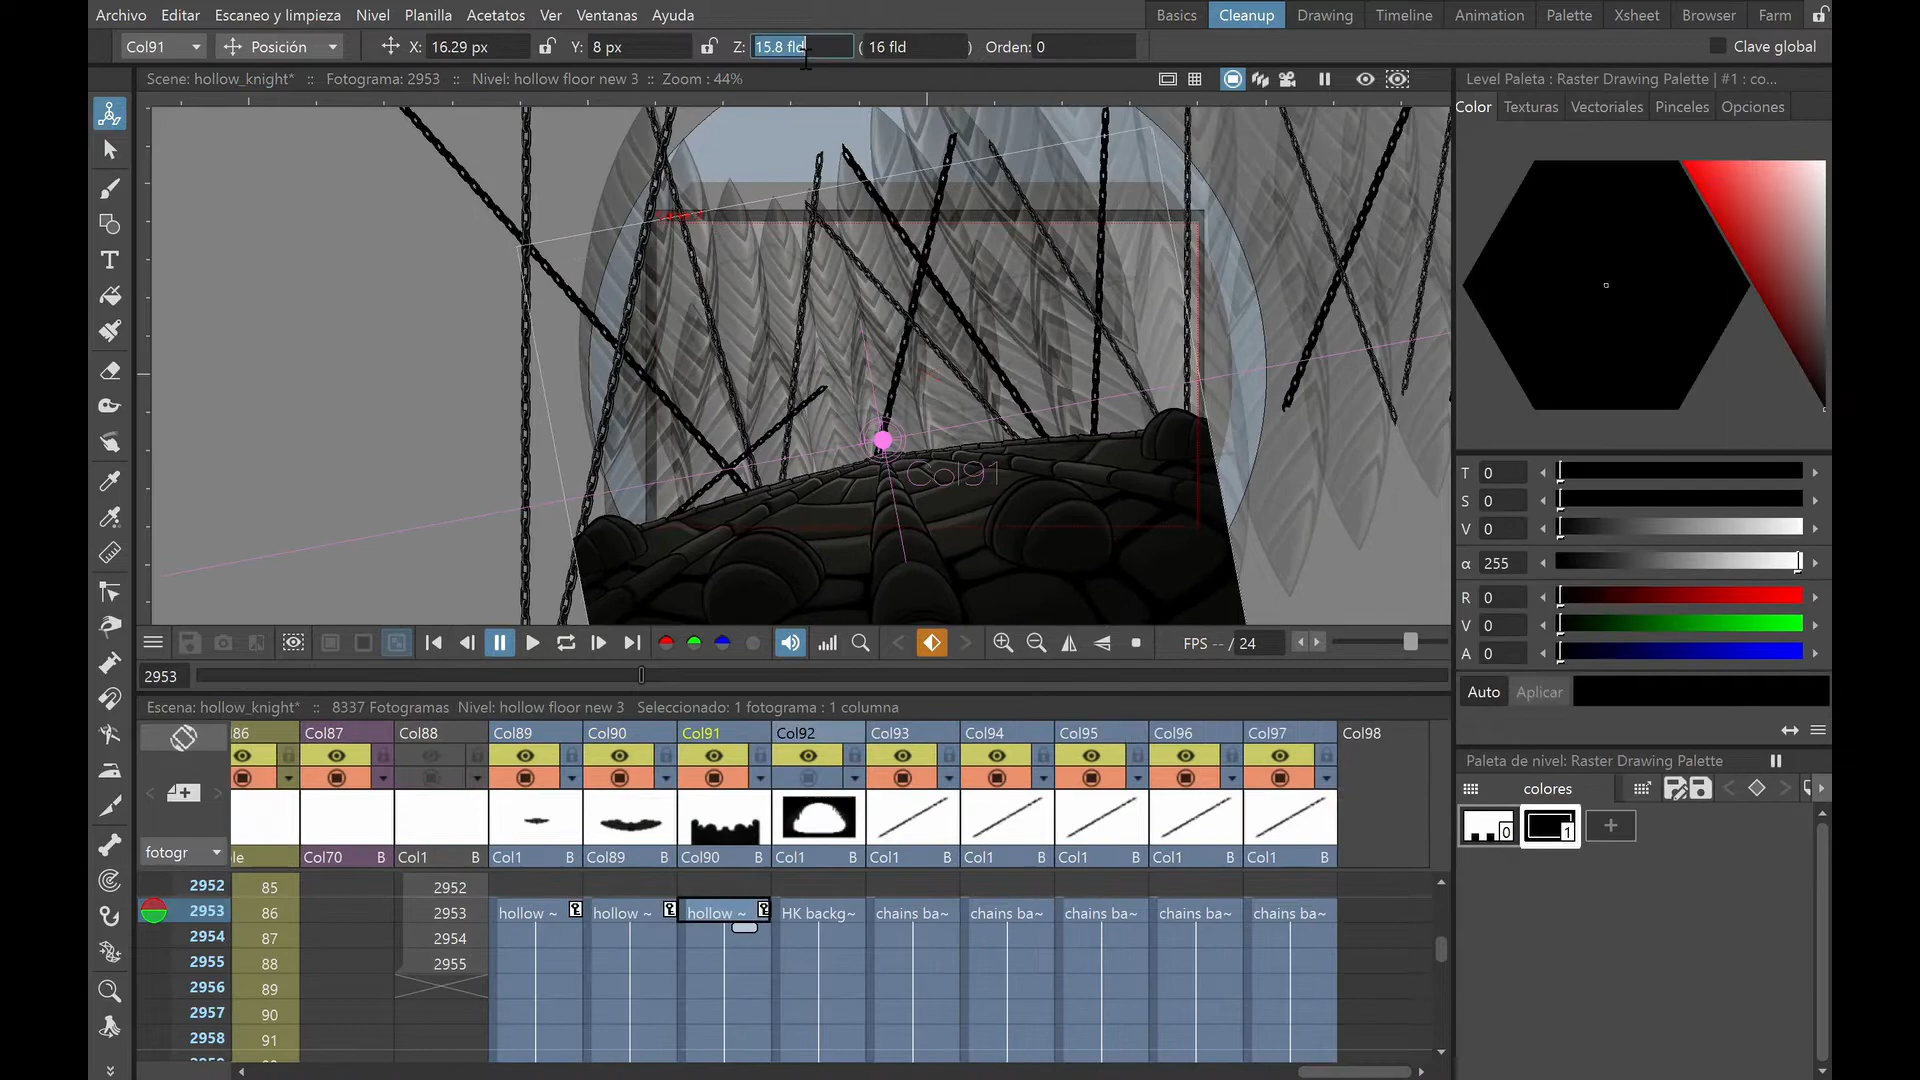 Archivo Editar Escaneo y limpieza Nivel Planilla Acetatos Ver Ventanas Ayuda Basics Cleanup Drawing Timeline Animation Palette Xsheet Browser Farm
Col91 Posición X: 16.29 px Y: 8 px Z: 15.8 fld ( 16 fld ) Orden: 0 Clave global
Scene: hollow_knight* :: Fotograma: 2953 :: Nivel: hollow floor new 3 :: Zoom : 44%
Level Paleta : Raster Drawing Palette | #1 : co...
Color Texturas Vectoriales Pinceles Opciones
Col91
T 0
S 0
V 0
α 255
R 0
V 0
A 0
FPS -- / 24
2953
Auto Aplicar
Escena: hollow_knight* :: 8337 Fotogramas Nivel: hollow floor new 3 Seleccionado: 1 fotograma : 1 columna
86 Col87 Col88 Col89 Col90 Col91 Col92 Col93 Col94 Col95 Col96 Col97 Col98
Paleta de nivel: Raster Drawing Palette
colores
0 1
fotogr
Col70 B Col1 B Col1 B Col89 B Col90 B Col1 B Col1 B Col1 B Col1 B Col1 B Col1 B
2952 85 2952
2953 86 2953 hollow ~ hollow ~ hollow ~ HK backg~ chains ba~ chains ba~ chains ba~ chains ba~ chains ba~
2954 87 2954
2955 88 2955
2956 89
2957 90
2958 91